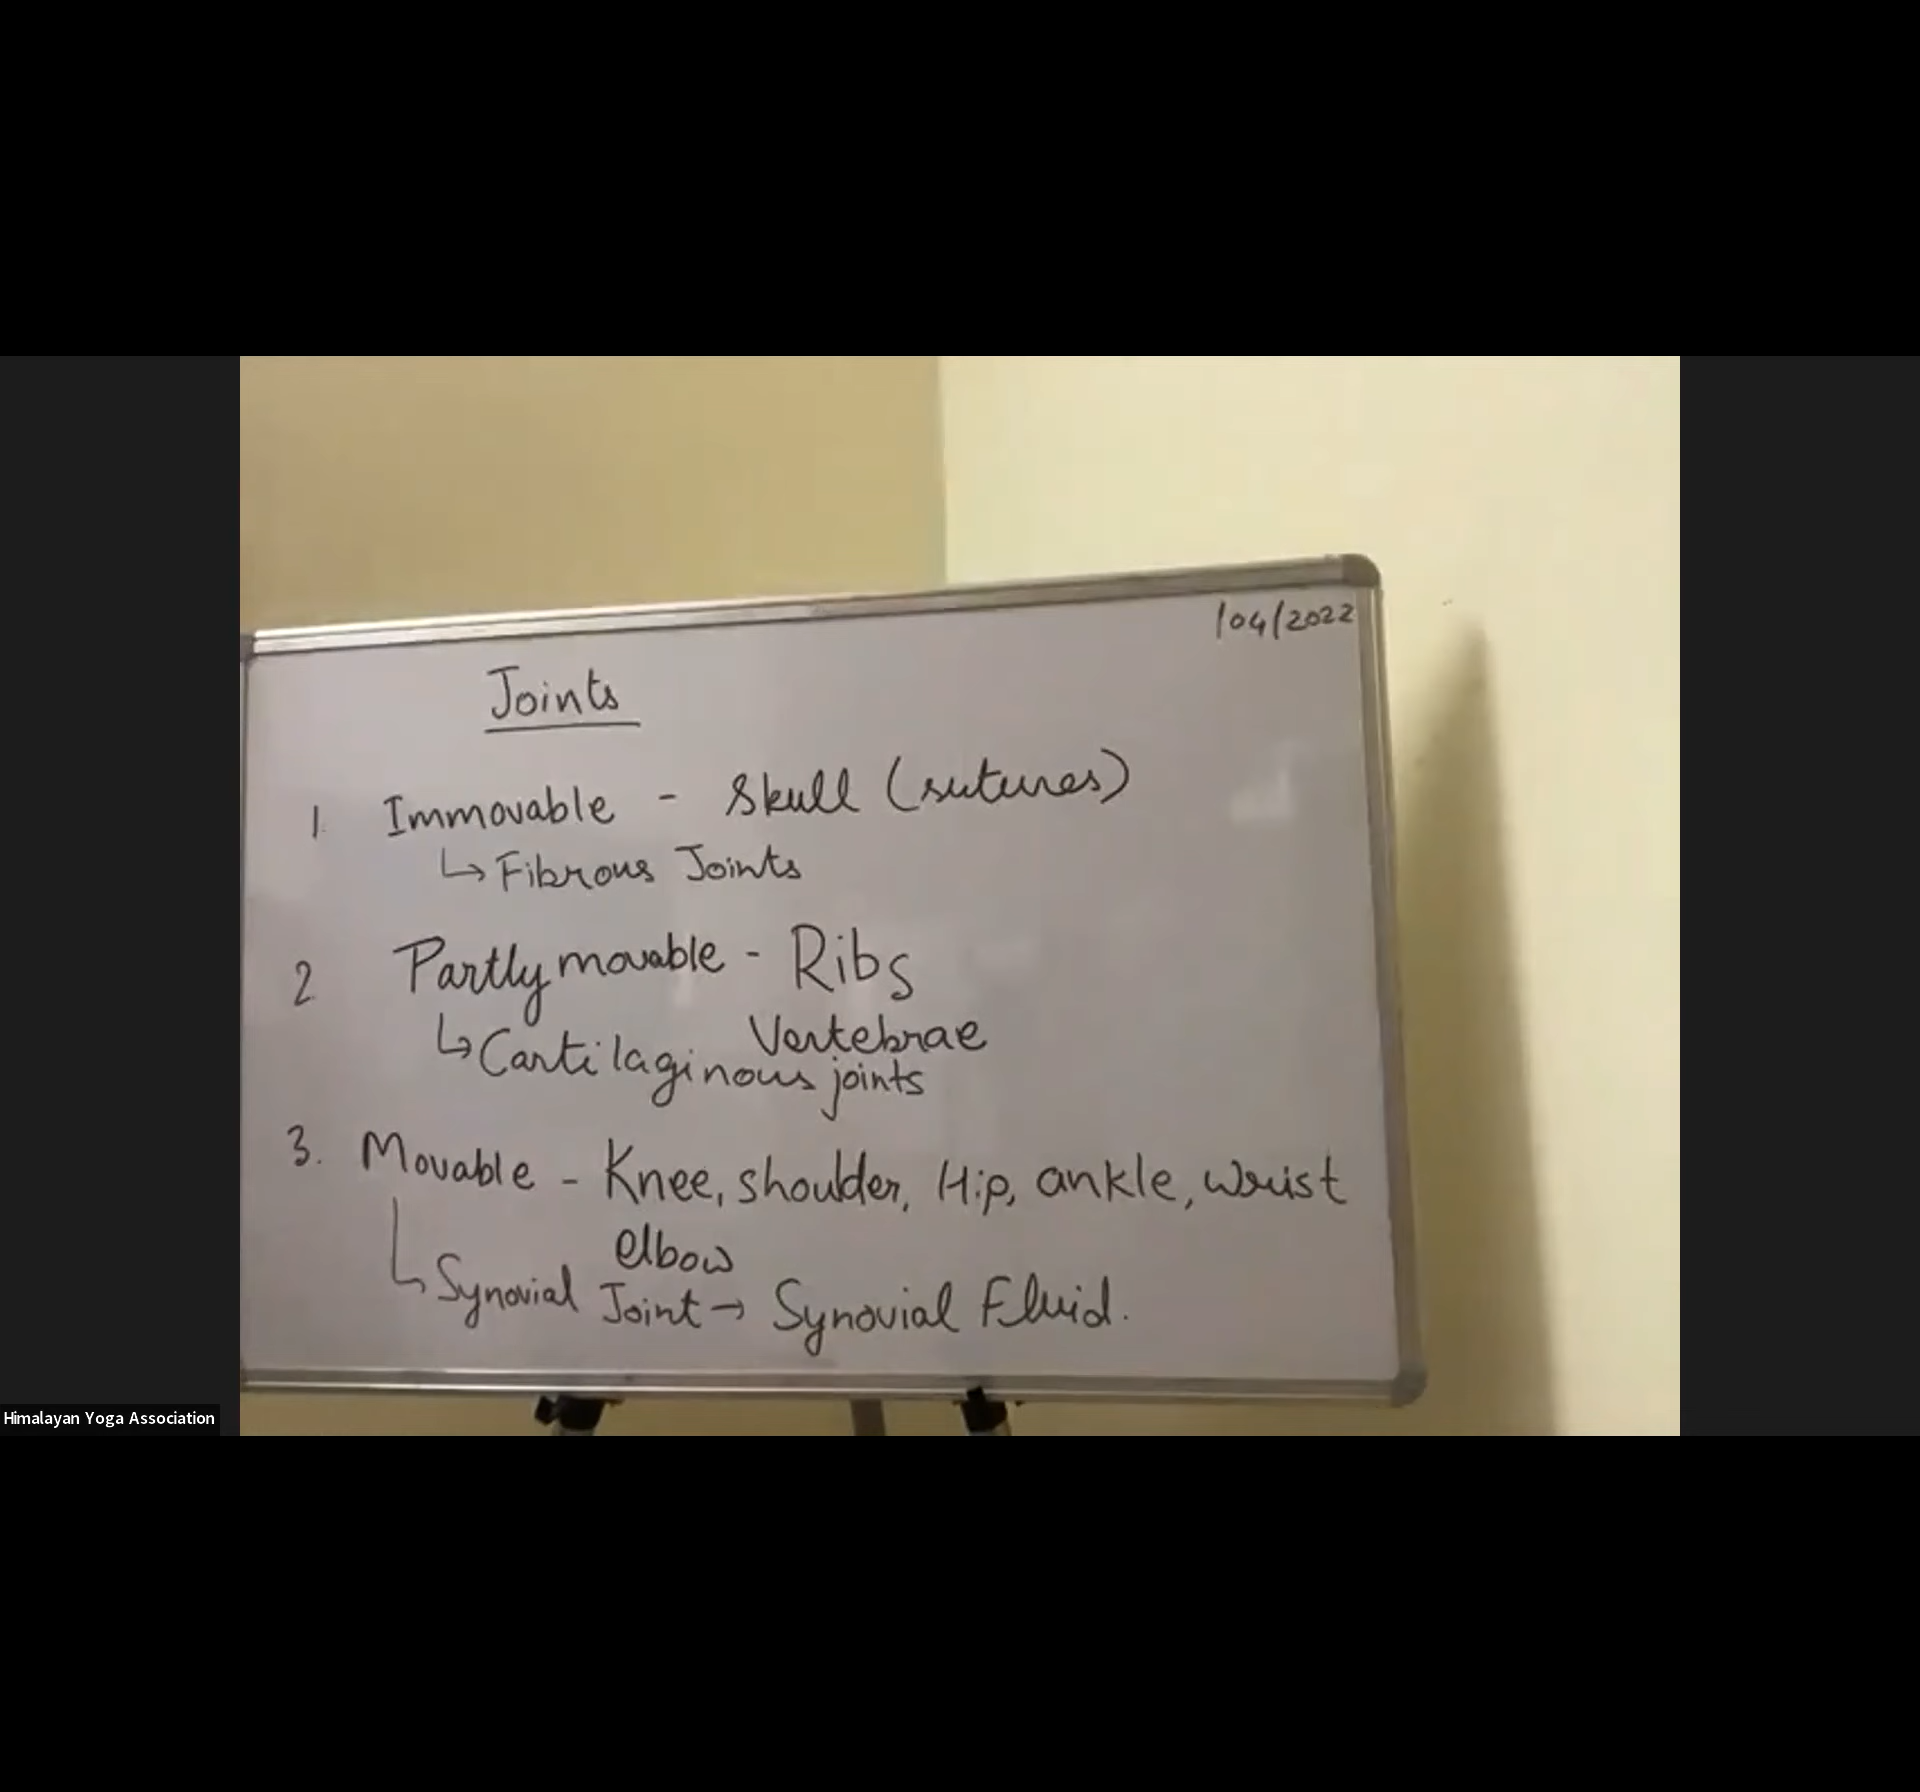 /04/2022
Joints
1. Immovable - Skull (sutures)
↳ Fibrous Joints
2 Partly movable - Ribs
Vertebrae
↳ Cartilaginous joints
3. Movable - Knee, shoulder, Hip, ankle, wrist
elbow
↳ Synovial Joint → Synovial Fluid.
Himalayan Yoga Association